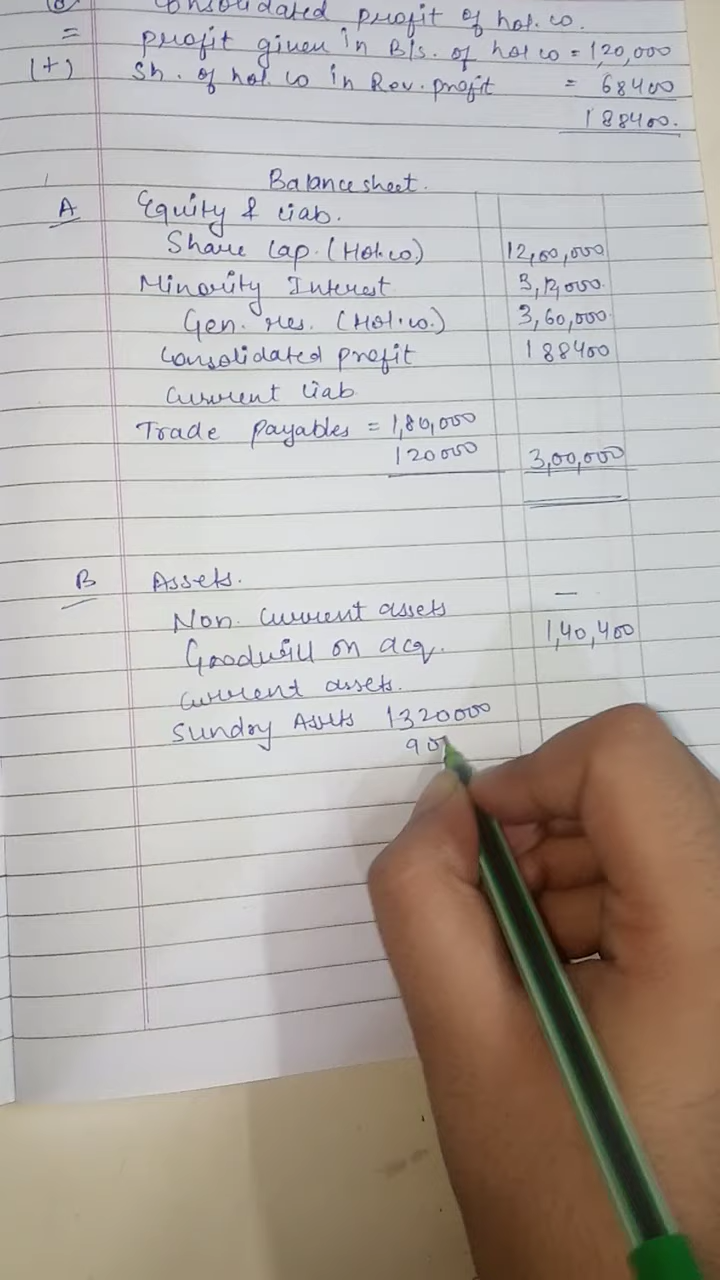 Consolidated profit of hol. co.
= profit given in B/s. of hol co = 1,20,000
(+) Sh. of hol. co in Rev. profit = 68400
188400.
Balance sheet.
A Equity & Liab.
Share Cap. (Hol.co.) 12,00,000
Minority Interest 3,12,000.
Gen. res. (Hol.co.) 3,60,000
Consolidated profit 188400
Current liab
Trade Payables = 1,80,000
120000 3,00,000
B Assets.
Non. Current assets —
Goodwill on acq. 1,40,400
Current assets.
Sundry Assets 1320000
90